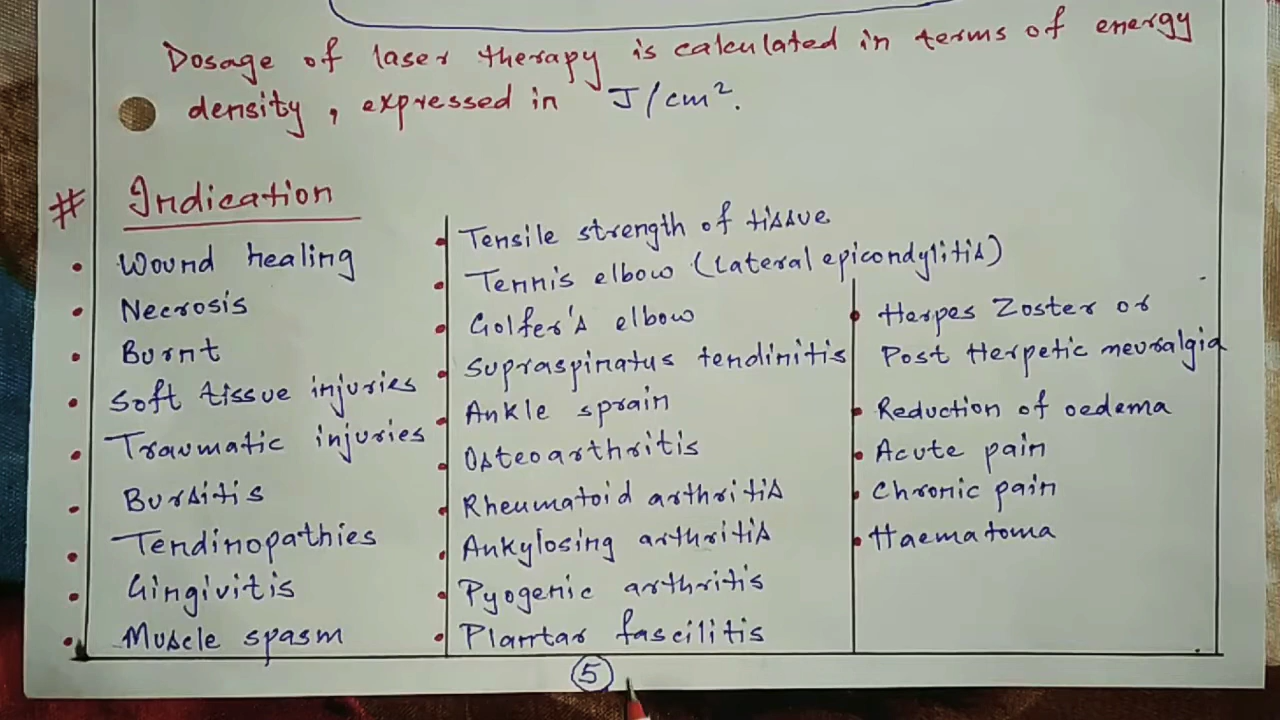 Dosage of laser therapy is calculated in terms of energy
density, expressed in J/cm².
# Indication
• Wound healing
• Necrosis
• Burnt
• Soft tissue injuries
• Traumatic injuries
• Bursitis
• Tendinopathies
• Gingivitis
• Muscle spasm
• Tensile strength of tissue
• Tennis elbow (Lateral epicondylitis)
• Golfer's elbow
• Supraspinatus tendinitis
• Ankle sprain
• Osteoarthritis
• Rheumatoid arthritis
• Ankylosing arthritis
• Pyogenic arthritis
• Plantar fascilitis
• Herpes Zoster or
Post Herpetic neuralgia
• Reduction of oedema
• Acute pain
• Chronic pain
• Haematoma
5